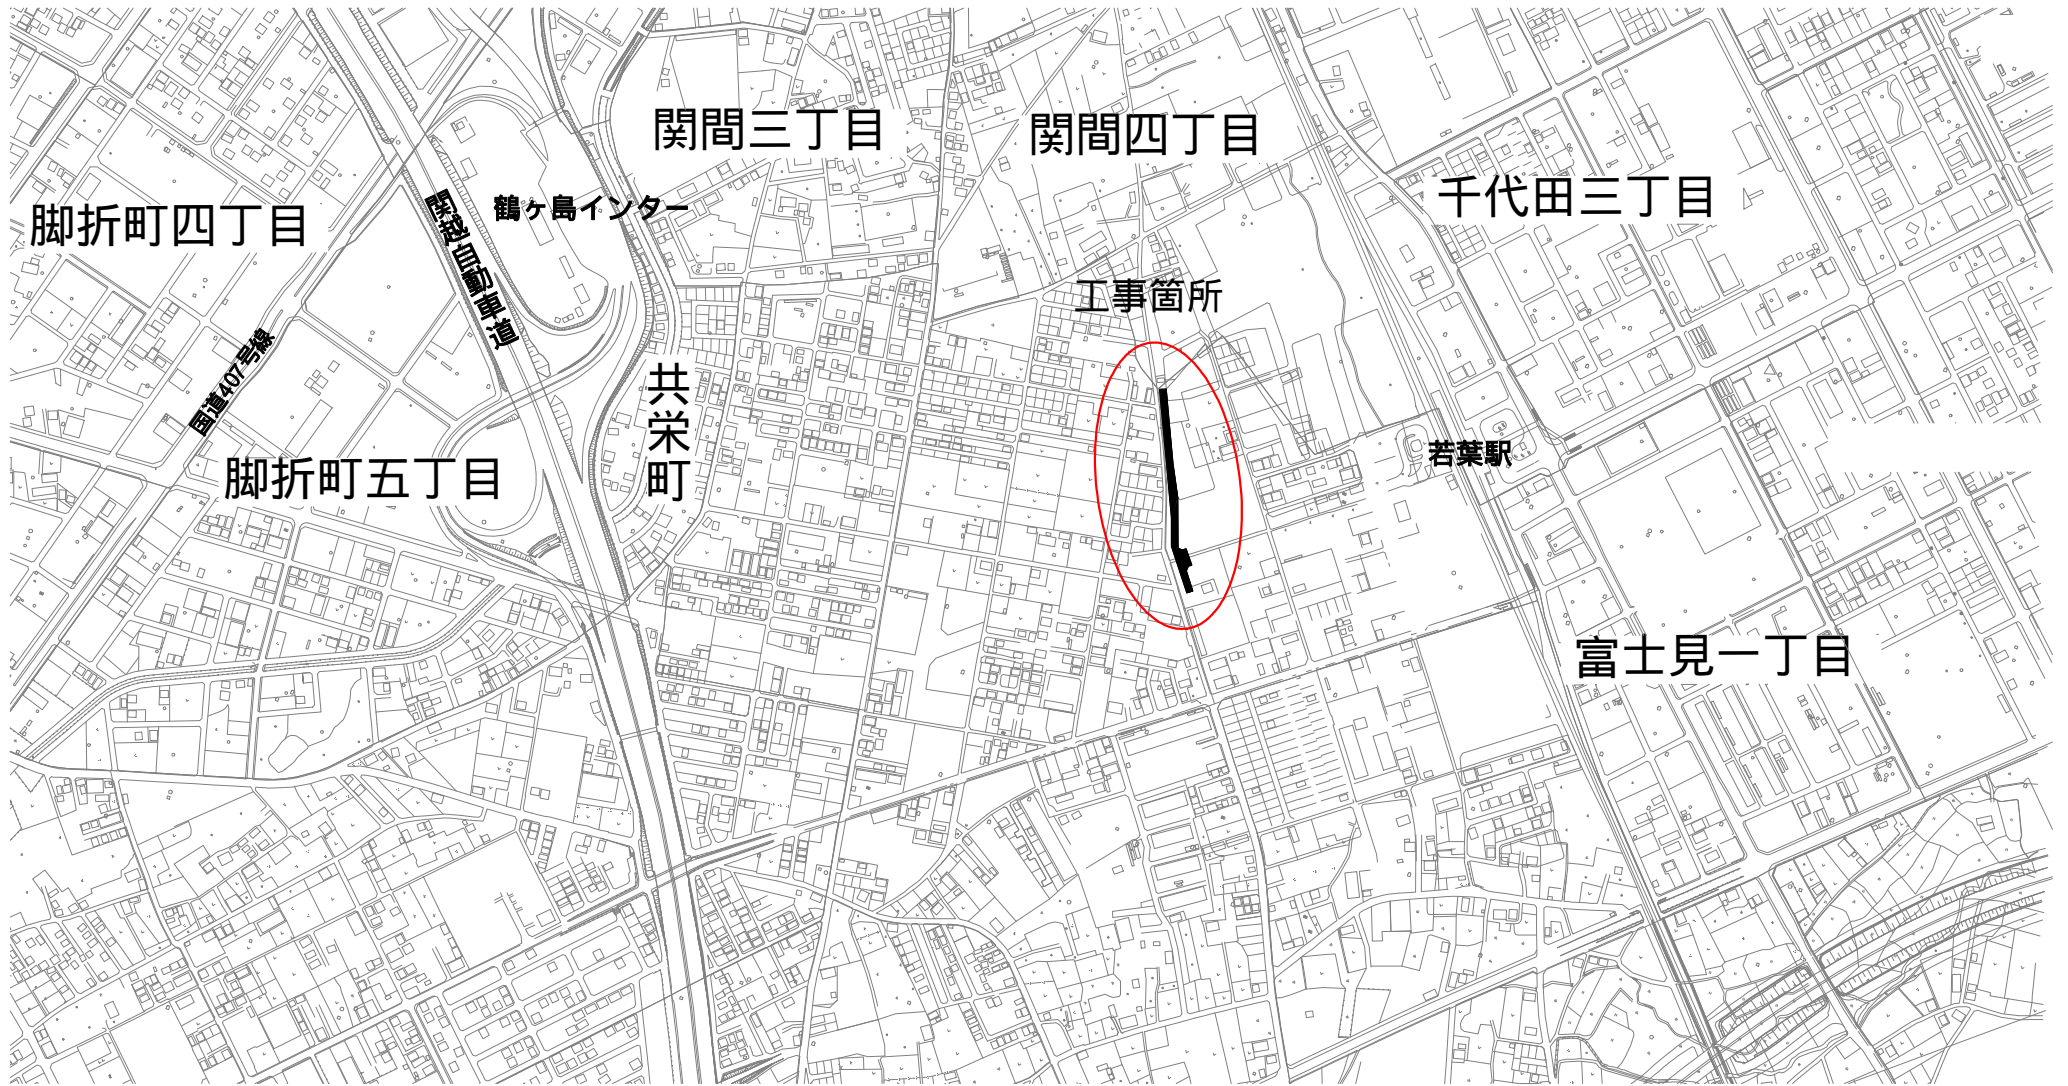 関間三丁目
関間四丁目
千代田三丁目
鶴ヶ島インター
脚折町四丁目
関越自動車道
工事箇所
国道407号線
共栄町
若葉駅
脚折町五丁目
富士見一丁目